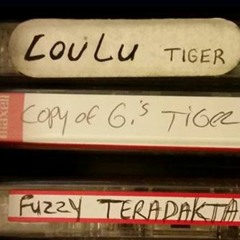 LouLu TIGER
maxell
Copy of G.'s TIGER
Fuzzy TERADAKTA